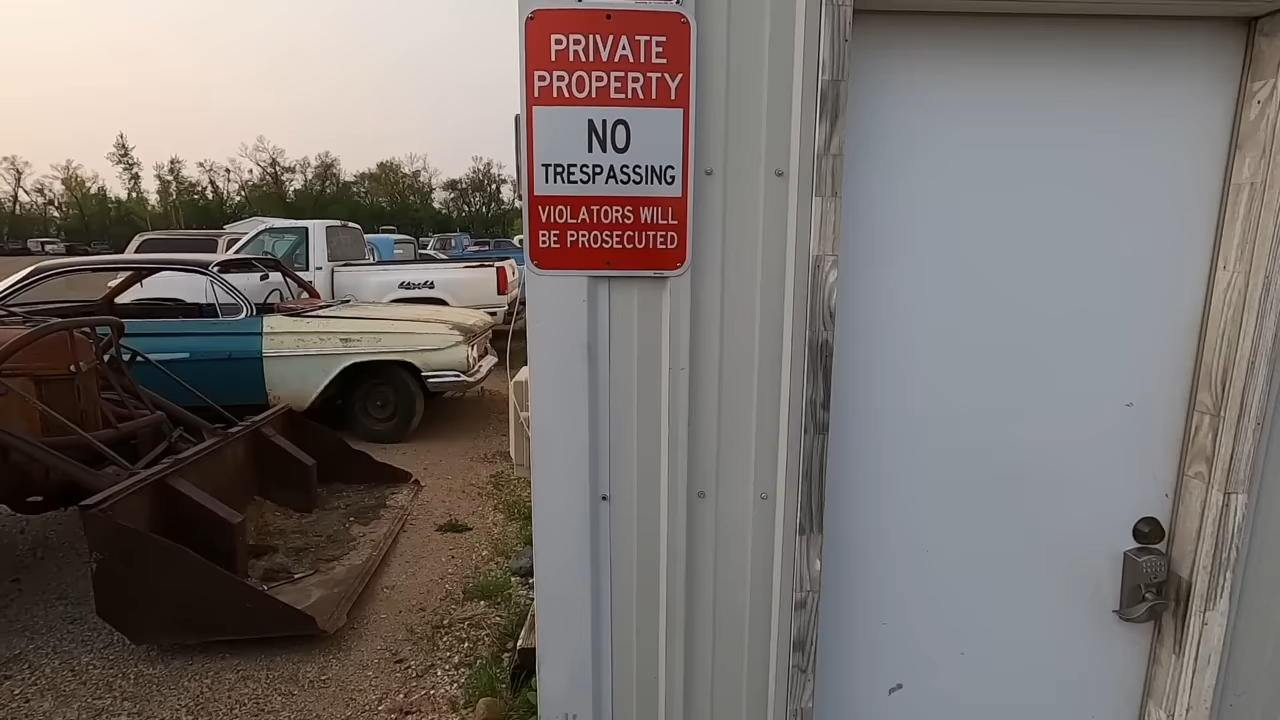 PRIVATE
PROPERTY
NO
TRESPASSING
VIOLATORS WILL
BE PROSECUTED
4x4